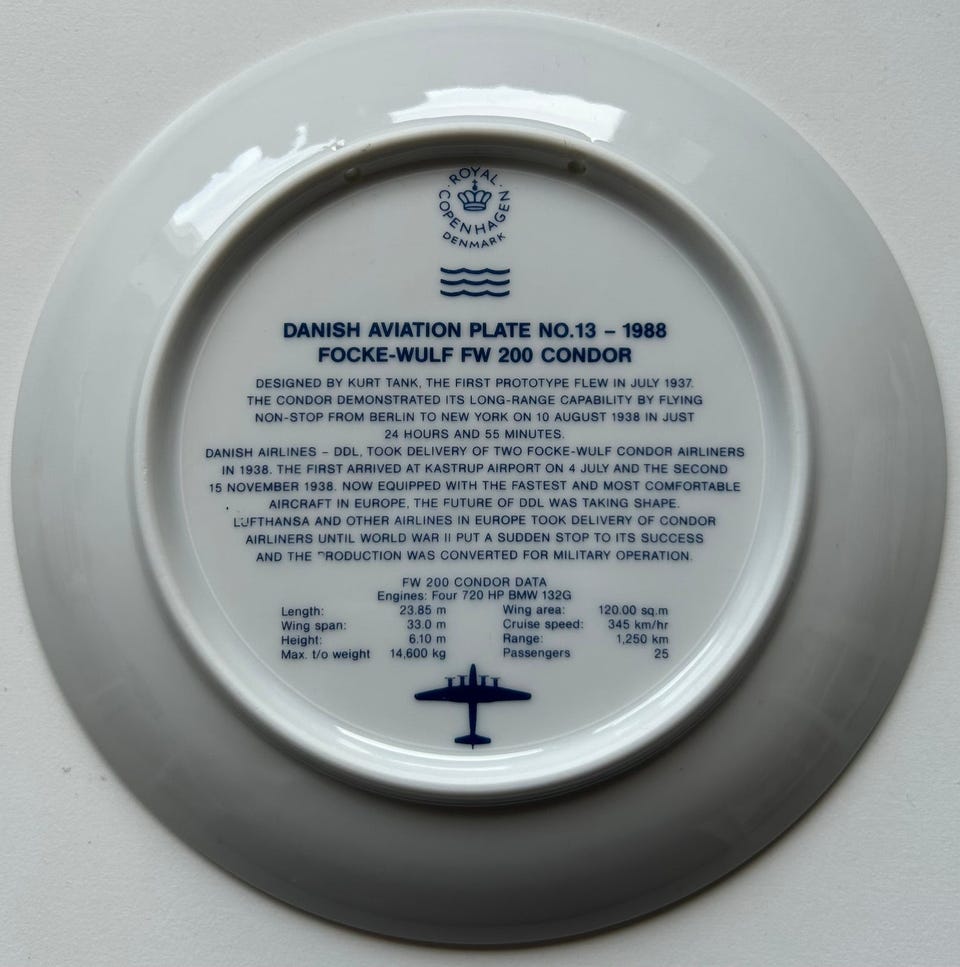 ROYAL COPENHAGEN
DENMARK
DANISH AVIATION PLATE NO.13 – 1988
FOCKE-WULF FW 200 CONDOR
DESIGNED BY KURT TANK, THE FIRST PROTOTYPE FLEW IN JULY 1937.
THE CONDOR DEMONSTRATED ITS LONG-RANGE CAPABILITY BY FLYING
NON-STOP FROM BERLIN TO NEW YORK ON 10 AUGUST 1938 IN JUST
24 HOURS AND 55 MINUTES.
DANISH AIRLINES – DDL, TOOK DELIVERY OF TWO FOCKE-WULF CONDOR AIRLINERS
IN 1938. THE FIRST ARRIVED AT KASTRUP AIRPORT ON 4 JULY AND THE SECOND
15 NOVEMBER 1938. NOW EQUIPPED WITH THE FASTEST AND MOST COMFORTABLE
AIRCRAFT IN EUROPE, THE FUTURE OF DDL WAS TAKING SHAPE.
LUFTHANSA AND OTHER AIRLINES IN EUROPE TOOK DELIVERY OF CONDOR
AIRLINERS UNTIL WORLD WAR II PUT A SUDDEN STOP TO ITS SUCCESS
AND THE PRODUCTION WAS CONVERTED FOR MILITARY OPERATION.
FW 200 CONDOR DATA
Engines: Four 720 HP BMW 132G
Length: 23.85 m Wing area: 120.00 sq.m
Wing span: 33.0 m Cruise speed: 345 km/hr
Height: 6.10 m Range: 1,250 km
Max. t/o weight 14,600 kg Passengers 25